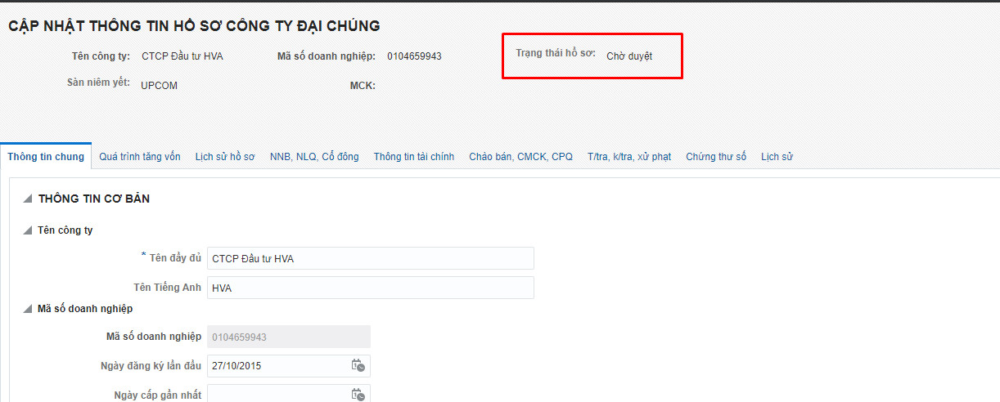 CẬP NHẬT THÔNG TIN HỒ SƠ CÔNG TY ĐẠI CHÚNG
Tên công ty: CTCP Đầu tư HVA Mã số doanh nghiệp: 0104659943 Trạng thái hồ sơ: Chờ duyệt
Sàn niêm yết: UPCOM MCK:
Thông tin chung Quá trình tăng vốn Lịch sử hồ sơ NNB, NLQ, Cổ đông Thông tin tài chính Chào bán, CMCK, CPQ T/tra, k/tra, xử phạt Chứng thư số Lịch sử
THÔNG TIN CƠ BẢN
Tên công ty
* Tên đầy đủ CTCP Đầu tư HVA
Tên Tiếng Anh HVA
Mã số doanh nghiệp
Mã số doanh nghiệp 0104659943
Ngày đăng ký lần đầu 27/10/2015
Ngày cấp gần nhất